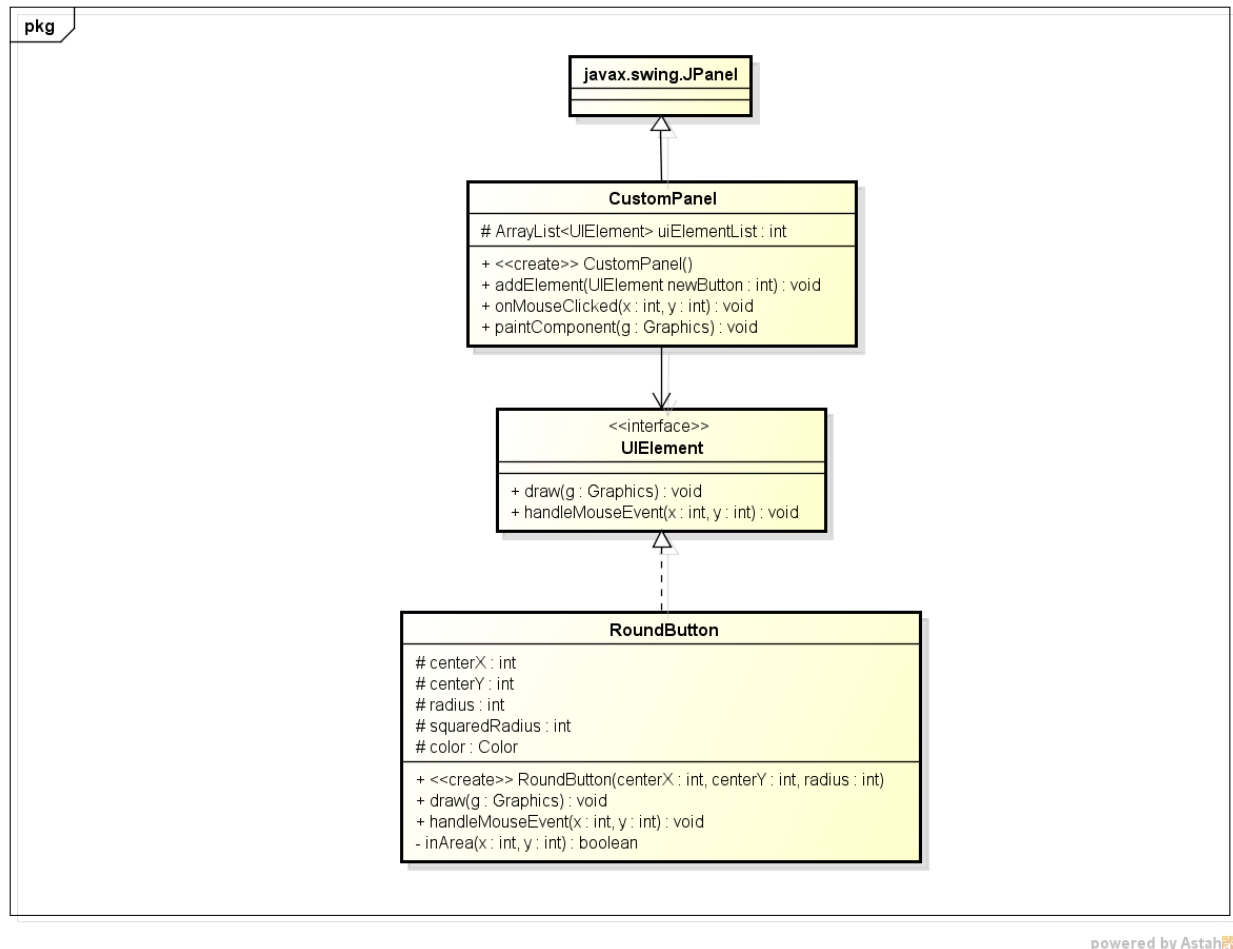 pkg
javax.swing.JPanel
CustomPanel
# ArrayList<UIElement> uiElementList : int
+ <<create>> CustomPanel()
+ addElement(UIElement newButton : int) : void
+ onMouseClicked(x : int, y : int) : void
+ paintComponent(g : Graphics) : void
<<interface>>
UIElement
+ draw(g : Graphics) : void
+ handleMouseEvent(x : int, y : int) : void
RoundButton
# centerX : int
# centerY : int
# radius : int
# squaredRadius : int
# color : Color
+ <<create>> RoundButton(centerX : int, centerY : int, radius : int)
+ draw(g : Graphics) : void
+ handleMouseEvent(x : int, y : int) : void
- inArea(x : int, y : int) : boolean
powered by Astah